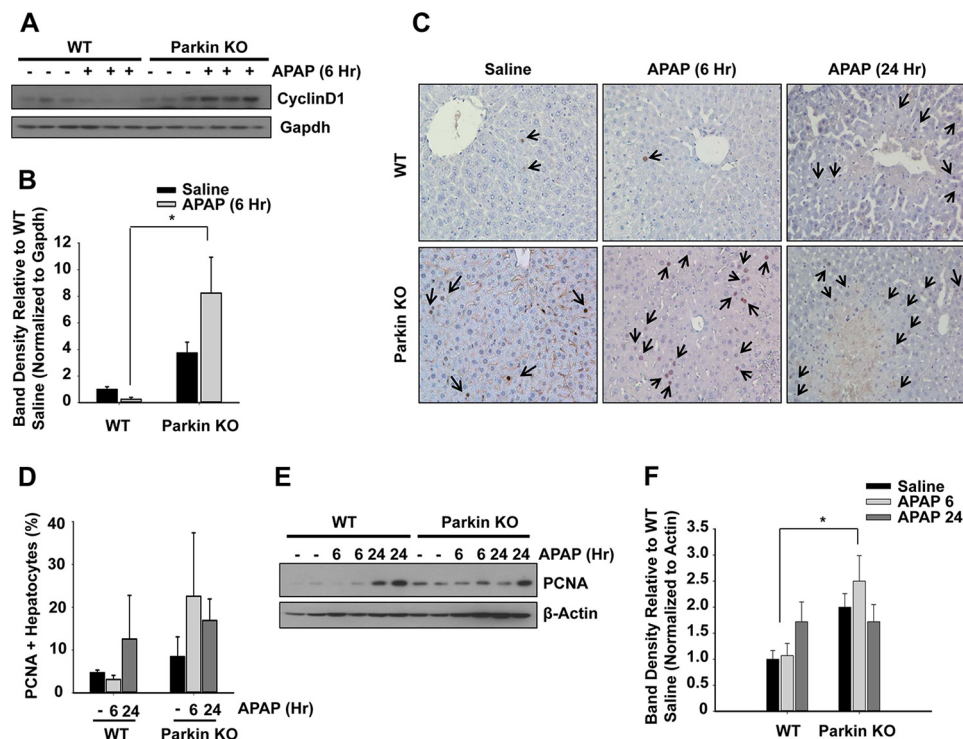 A
WT Parkin KO
- - - + + + - - - + + + APAP (6 Hr)
CyclinD1
Gapdh
B
Saline
APAP (6 Hr)
*
Band Density Relative to WT
Saline (Normalized to Gapdh)
12
10
8
6
4
2
0
WT Parkin KO
C
Saline APAP (6 Hr) APAP (24 Hr)
WT
Parkin KO
D
PCNA + Hepatocytes (%)
40
30
20
10
0
- 6 24 - 6 24 APAP (Hr)
WT Parkin KO
E
WT Parkin KO
- - 6 6 24 24 - - 6 6 24 24 APAP (Hr)
PCNA
β-Actin
F
Saline
APAP 6
APAP 24
*
Band Density Relative to WT
Saline (Normalized to Actin)
3.5
3.0
2.5
2.0
1.5
1.0
0.5
0.0
WT Parkin KO